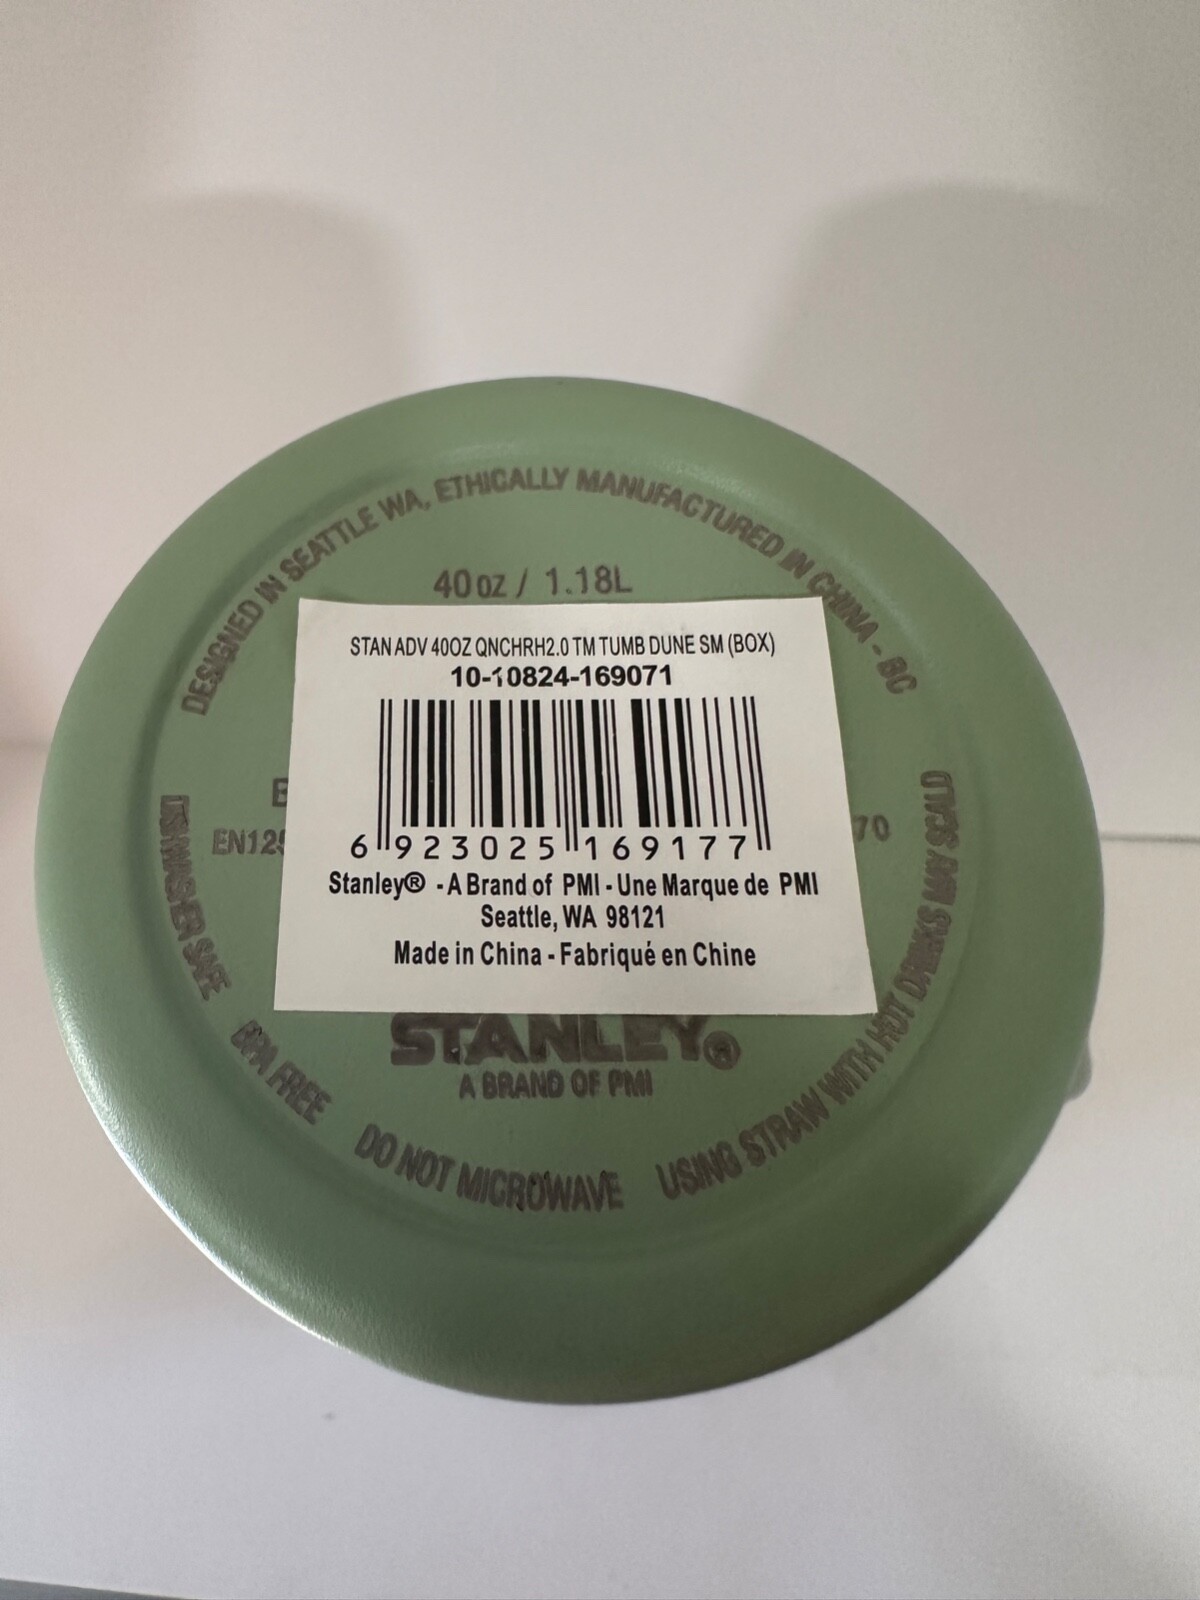 DESIGNED IN SEATTLE WA, ETHICALLY MANUFACTURED IN CHINA - BC
40oz / 1.18L
STAN ADV 40OZ QNCHRH2.0 TM TUMB DUNE SM (BOX)
10-10824-169071
6 923025 169177
Stanley® - A Brand of PMI - Une Marque de PMI
Seattle, WA 98121
Made in China - Fabriqué en Chine
STANLEY®
A BRAND OF PMI
DISHWASHER SAFE
BPA FREE
DO NOT MICROWAVE
USING STRAW WITH HOT DRINKS MAY SCALD